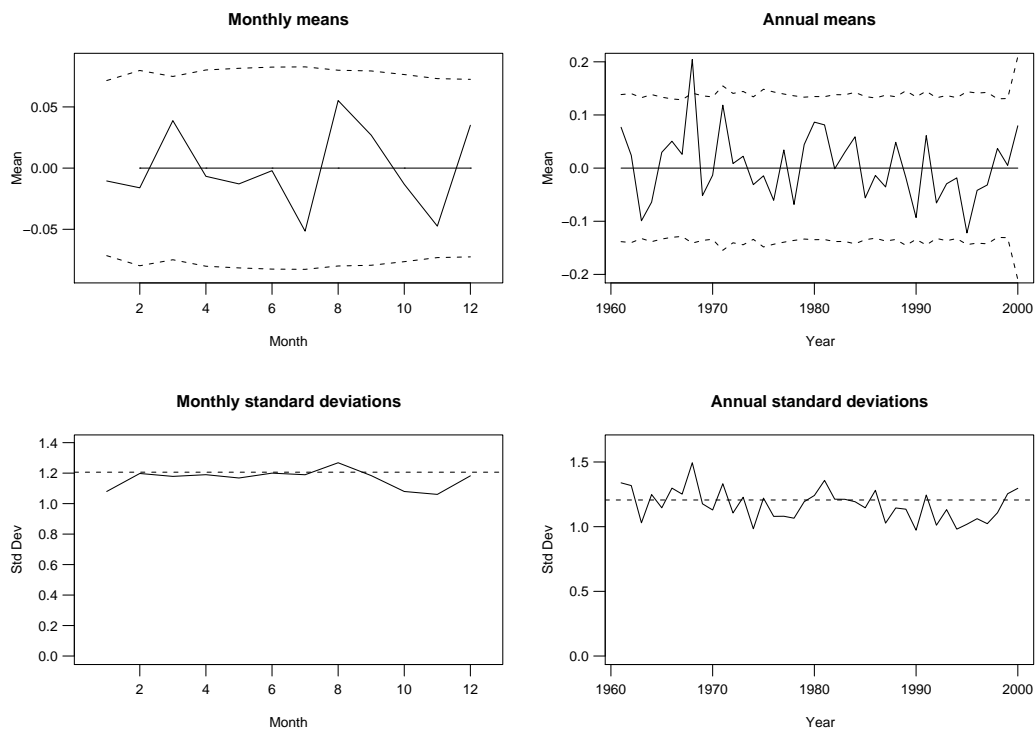 Monthly means
Mean
0.05
0.00
−0.05
2 4 6 8 10 12
Month
Annual means
Mean
0.2
0.1
0.0
−0.1
−0.2
1960 1970 1980 1990 2000
Year
Monthly standard deviations
Std Dev
1.4
1.2
1.0
0.8
0.6
0.4
0.2
0.0
2 4 6 8 10 12
Month
Annual standard deviations
Std Dev
1.5
1.0
0.5
0.0
1960 1970 1980 1990 2000
Year